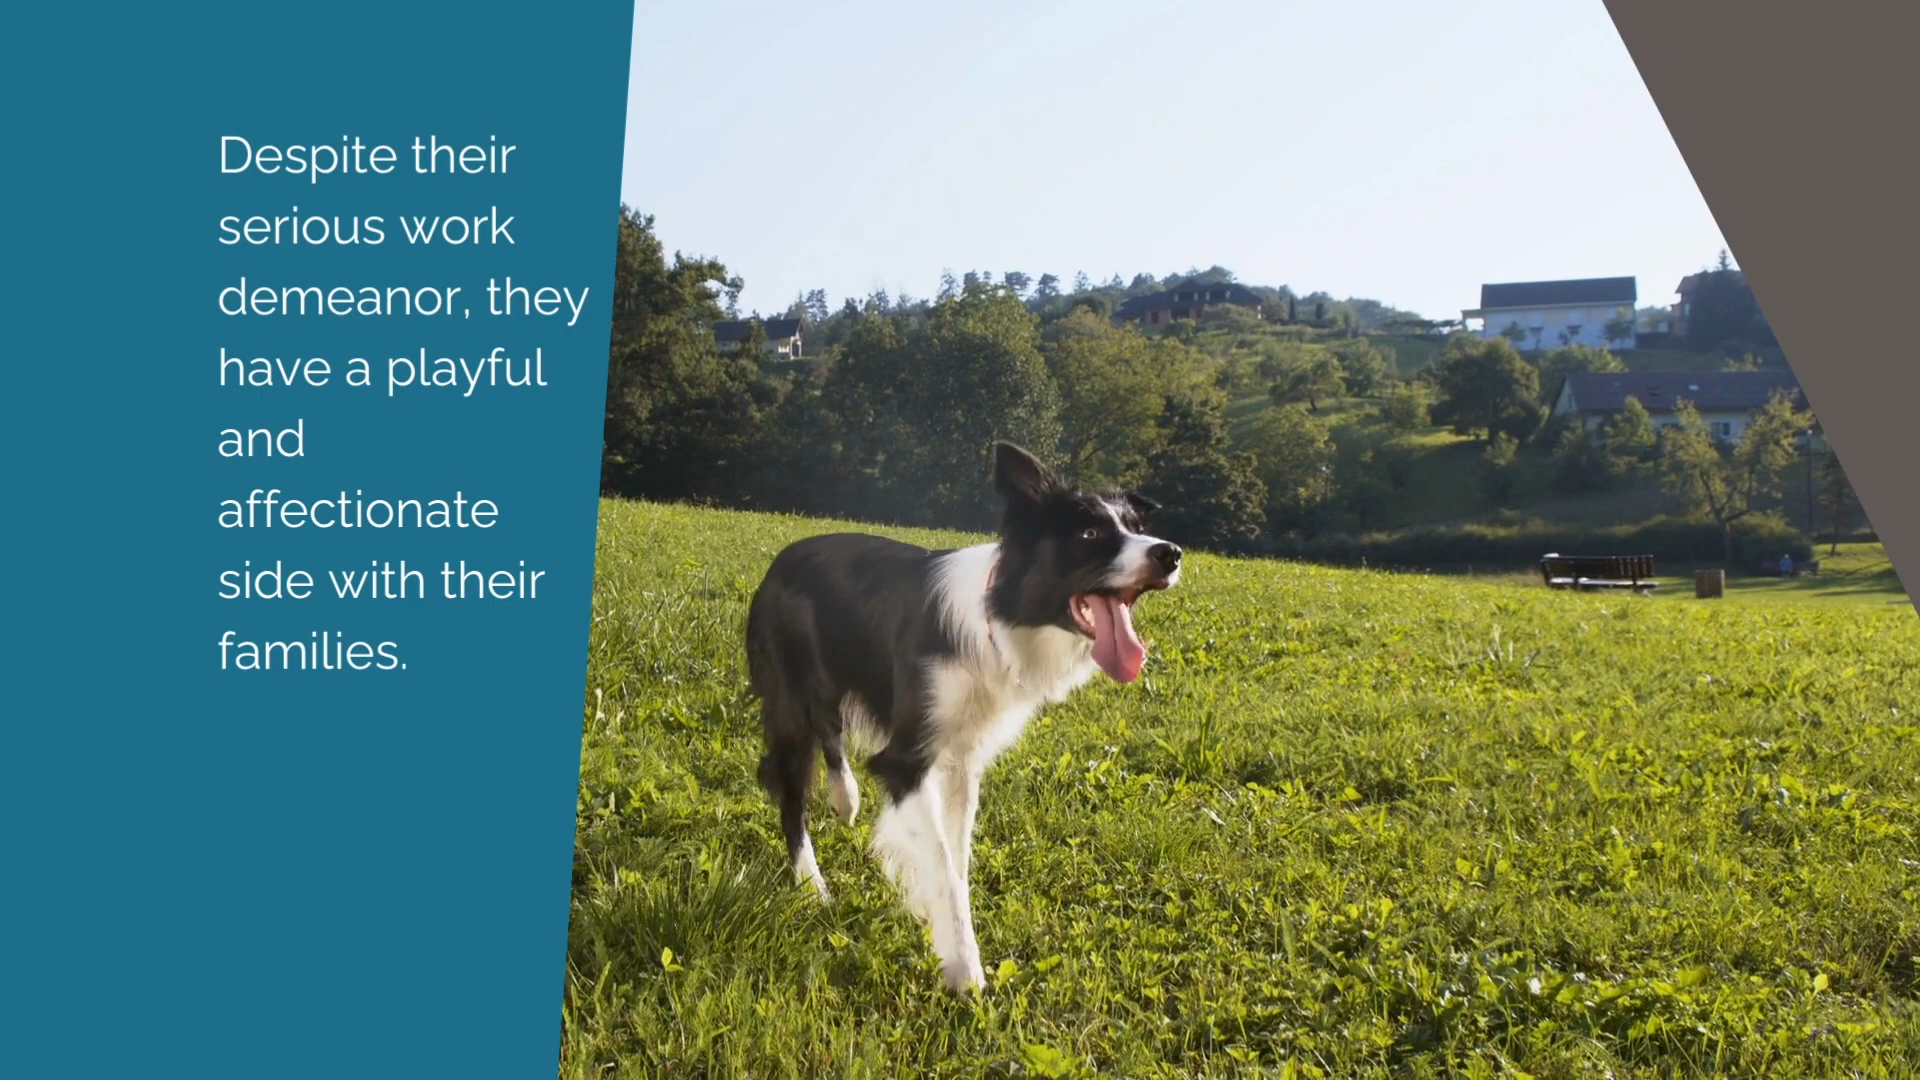 Despite their
serious work
demeanor, they
have a playful
and
affectionate
side with their
families.